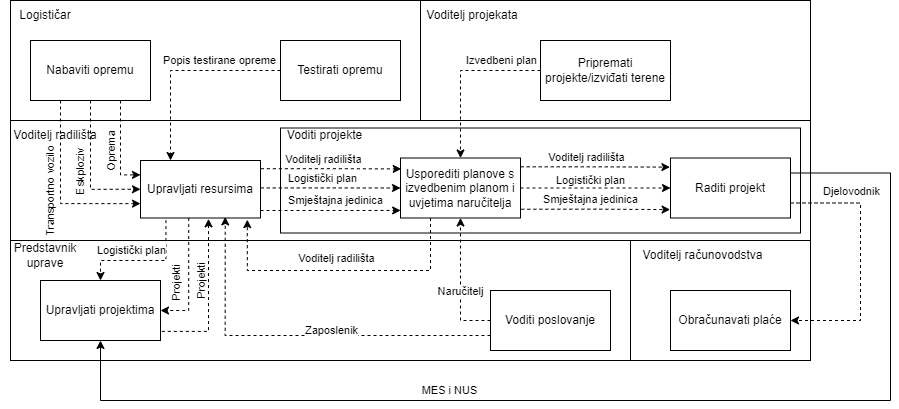 Logističar
Voditelj projekata
Nabaviti opremu
Popis testirane opreme
Testirati opremu
Izvedbeni plan
Pripremati
projekte/izviđati terene
Voditelj radilišta
Transportno vozilo
Eskploziv
Oprema
Voditi projekte
Upravljati resursima
Voditelj radilišta
Logistički plan
Smještajna jedinica
Usporediti planove s
izvedbenim planom i
uvjetima naručitelja
Voditelj radilišta
Logistički plan
Smještajna jedinica
Raditi projekt
Djelovodnik
Predstavnik
uprave
Logistički plan
Projekti
Projekti
Voditelj radilišta
Voditelj računovodstva
Upravljati projektima
Naručitelj
Zaposlenik
Voditi poslovanje
Obračunavati plaće
MES i NUS